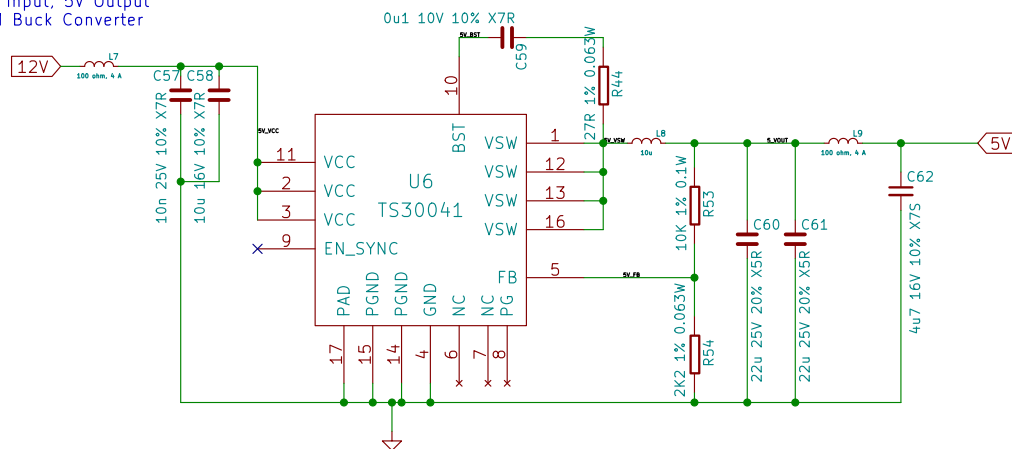 Input, 5V Output
Buck Converter
12V
L7
100 ohm, 4 A
C57
10n 25V 10% X7R
C58
10u 16V 10% X7R
5V_VCC
0u1 10V 10% X7R
C59
5V_BST
27R 1% 0.063W
R44
10
BST
11
VCC
2
VCC
3
VCC
9
EN_SYNC
U6
TS30041
VSW
1
VSW
12
VSW
13
VSW
16
FB
5
PAD
17
PGND
15
PGND
14
GND
4
NC
6
NC
7
PG
8
5V_VSW
L8
10u
5V_FB
10K 1% 0.1W
R53
2K2 1% 0.063W
R54
5_VOUT
C60
22u 25V 20% X5R
C61
22u 25V 20% X5R
L9
100 ohm, 4 A
C62
4u7 16V 10% X7S
5V